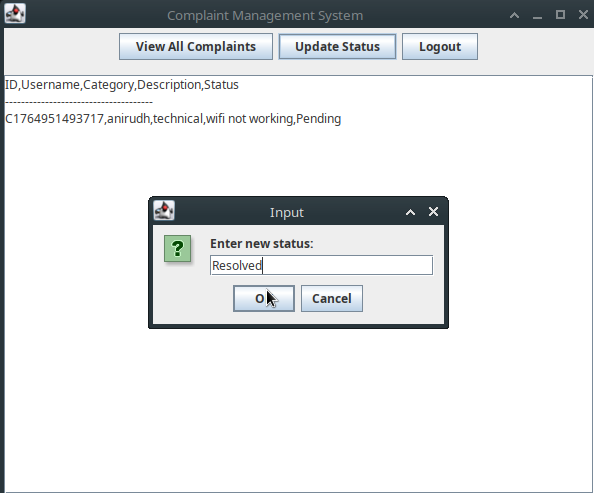 Complaint Management System
View All Complaints Update Status Logout
ID,Username,Category,Description,Status
-------------------------------------
C1764951493717,anirudh,technical,wifi not working,Pending
Input
?
Enter new status:
Resolved
Cancel